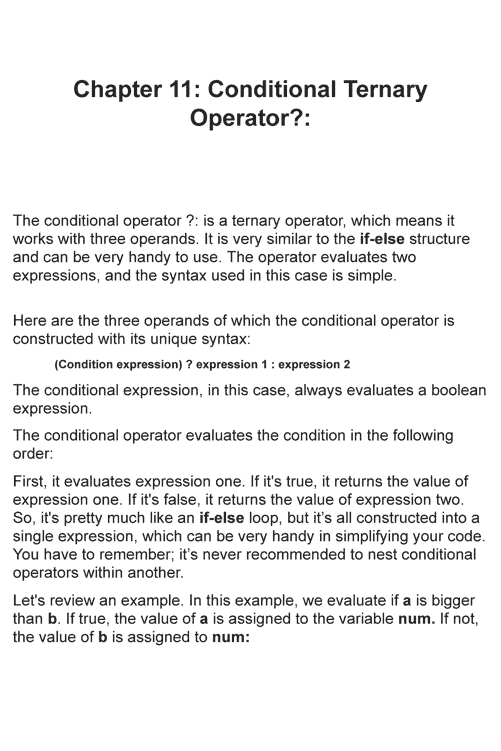 Chapter 11: Conditional Ternary
Operator?:
The conditional operator ?: is a ternary operator, which means it
works with three operands. It is very similar to the if-else structure
and can be very handy to use. The operator evaluates two
expressions, and the syntax used in this case is simple.
Here are the three operands of which the conditional operator is
constructed with its unique syntax:
(Condition expression) ? expression 1 : expression 2
The conditional expression, in this case, always evaluates a boolean
expression.
The conditional operator evaluates the condition in the following
order:
First, it evaluates expression one. If it's true, it returns the value of
expression one. If it's false, it returns the value of expression two.
So, it's pretty much like an if-else loop, but it’s all constructed into a
single expression, which can be very handy in simplifying your code.
You have to remember; it’s never recommended to nest conditional
operators within another.
Let's review an example. In this example, we evaluate if a is bigger
than b. If true, the value of a is assigned to the variable num. If not,
the value of b is assigned to num: